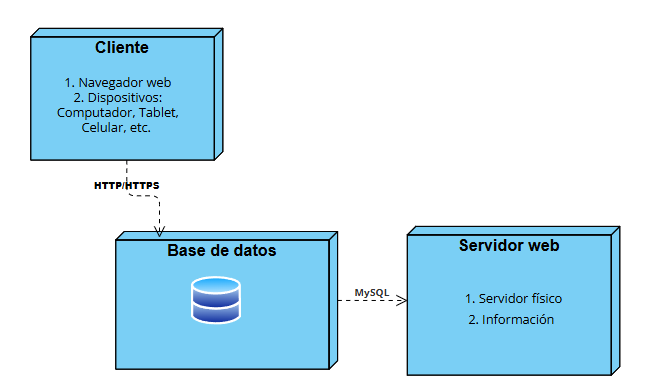 Cliente
1. Navegador web
2. Dispositivos:
Computador, Tablet,
Celular, etc.
HTTP/HTTPS
Base de datos
MySQL
Servidor web
1. Servidor físico
2. Información